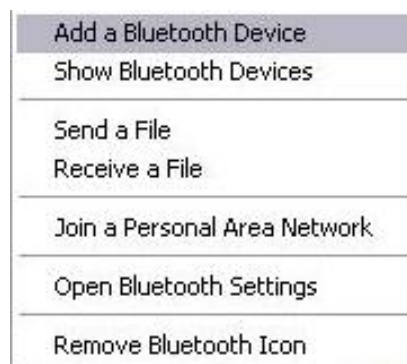 Add a Bluetooth Device
Show Bluetooth Devices
Send a File
Receive a File
Join a Personal Area Network
Open Bluetooth Settings
Remove Bluetooth Icon